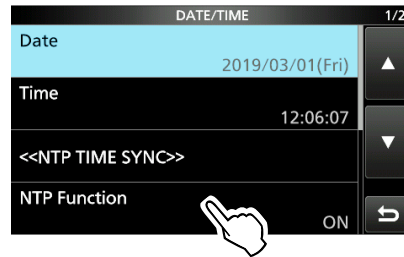 DATE/TIME 1/2
Date
2019/03/01(Fri)
Time
12:06:07
<<NTP TIME SYNC>>
NTP Function
ON